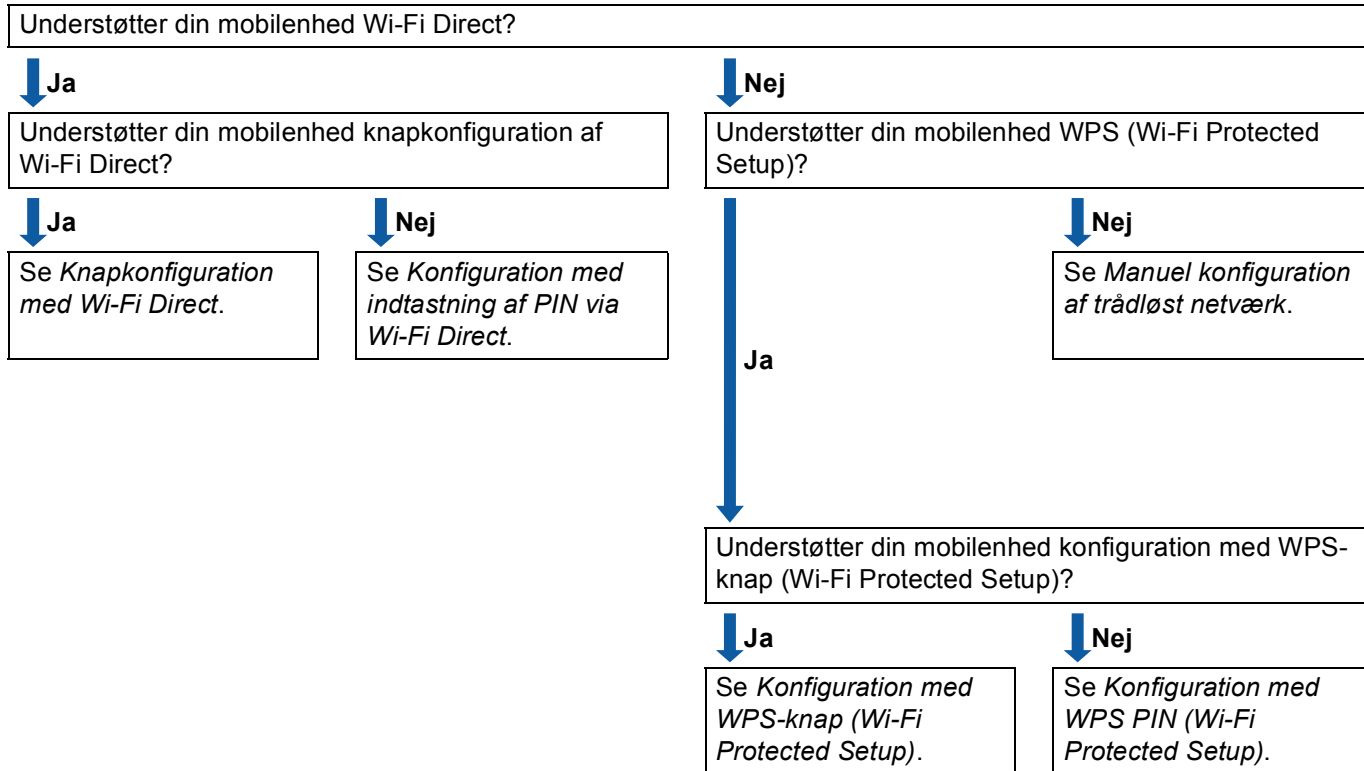 Understøtter din mobilenhed Wi-Fi Direct?
Ja
Nej
Understøtter din mobilenhed knapkonfiguration af
Wi-Fi Direct?
Understøtter din mobilenhed WPS (Wi-Fi Protected
Setup)?
Ja
Nej
Nej
Se Knapkonfiguration
med Wi-Fi Direct.
Se Konfiguration med
indtastning af PIN via
Wi-Fi Direct.
Se Manuel konfiguration
af trådløst netværk.
Ja
Understøtter din mobilenhed konfiguration med WPS-
knap (Wi-Fi Protected Setup)?
Ja
Nej
Se Konfiguration med
WPS-knap (Wi-Fi
Protected Setup).
Se Konfiguration med
WPS PIN (Wi-Fi
Protected Setup).